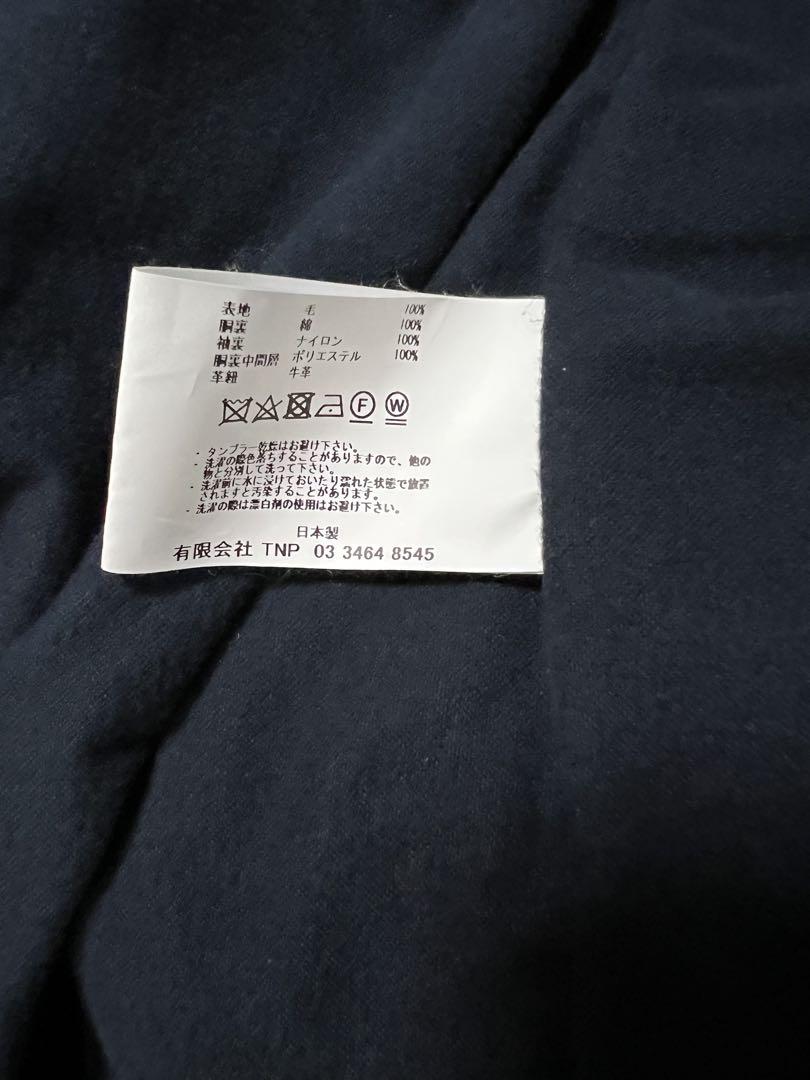 表地 毛 100%
胴裏 綿 100%
袖裏 ナイロン 100%
胴裏中間層 ポリエステル 100%
革紐 牛革
F W
・タンブラー乾燥はお避け下さい。
・洗濯の際色落ちすることがありますので、他の
物と分別して洗って下さい。
・洗濯前に水に浸けておいたり濡れた状態で放置
されますと汚染することがあります。
・洗濯の際は漂白剤の使用はお避け下さい。
日本製
有限会社 TNP 03 3464 8545